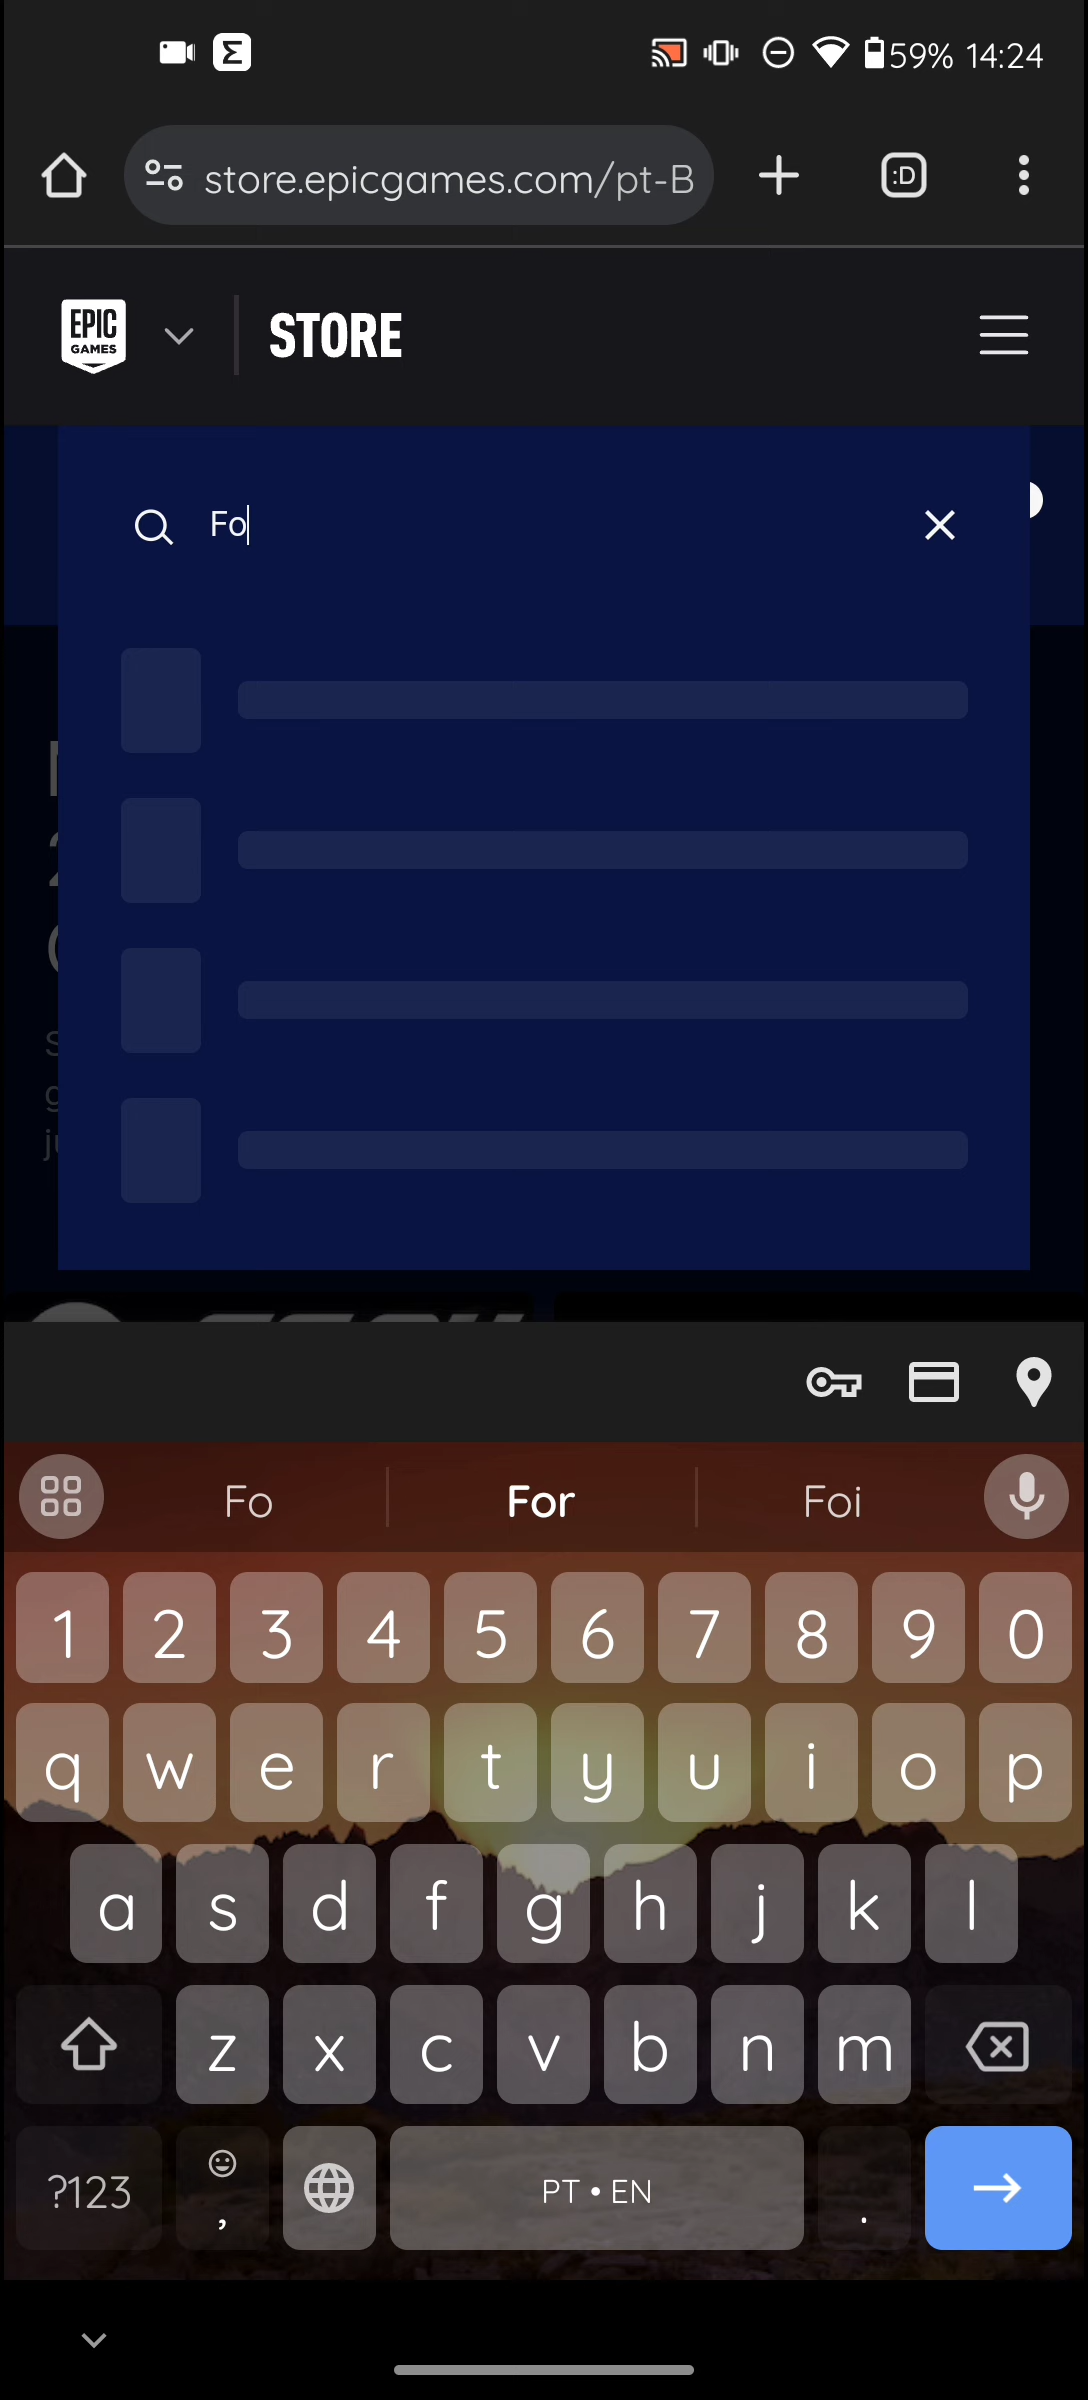 59% 14:24
store.epicgames.com/pt-B
:D
EPIC
GAMES
STORE
Fo
Fo For Foi
1 2 3 4 5 6 7 8 9 0
q w e r t y u i o p
a s d f g h j k l
z x c v b n m
?123 , PT • EN .